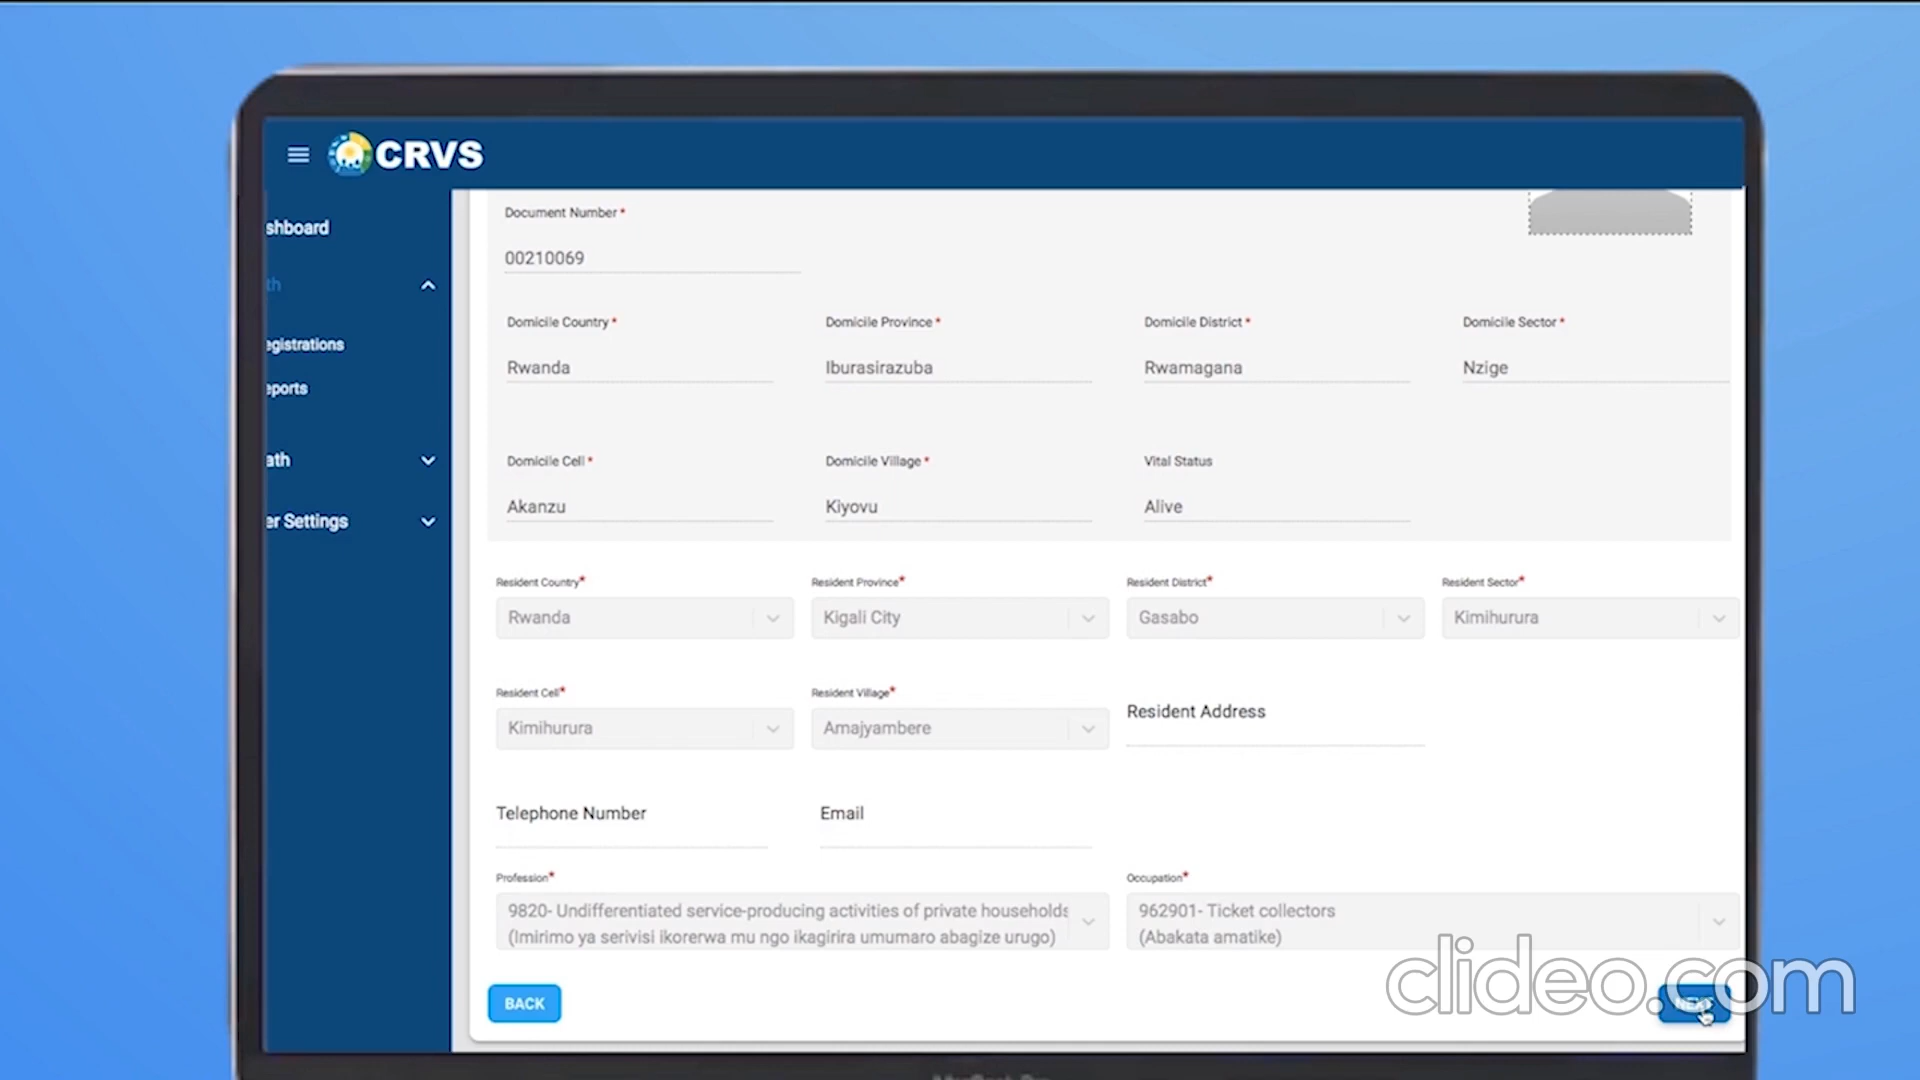 CRVS
shboard
th
egistrations
eports
ath
er Settings
Document Number *
00210069
Domicile Country * Domicile Province * Domicile District * Domicile Sector *
Rwanda Iburasirazuba Rwamagana Nzige
Domicile Cell * Domicile Village * Vital Status
Akanzu Kiyovu Alive
Resident Country* Resident Province* Resident District* Resident Sector*
Rwanda Kigali City Gasabo Kimihurura
Resident Cell* Resident Village* Resident Address
Kimihurura Amajyambere
Telephone Number Email
Profession* Occupation*
9820- Undifferentiated service-producing activities of private households 962901- Ticket collectors
(Imirimo ya serivisi ikorerwa mu ngo ikagirira umumaro abagize urugo) (Abakata amatike)
BACK NEXT
clideo.com